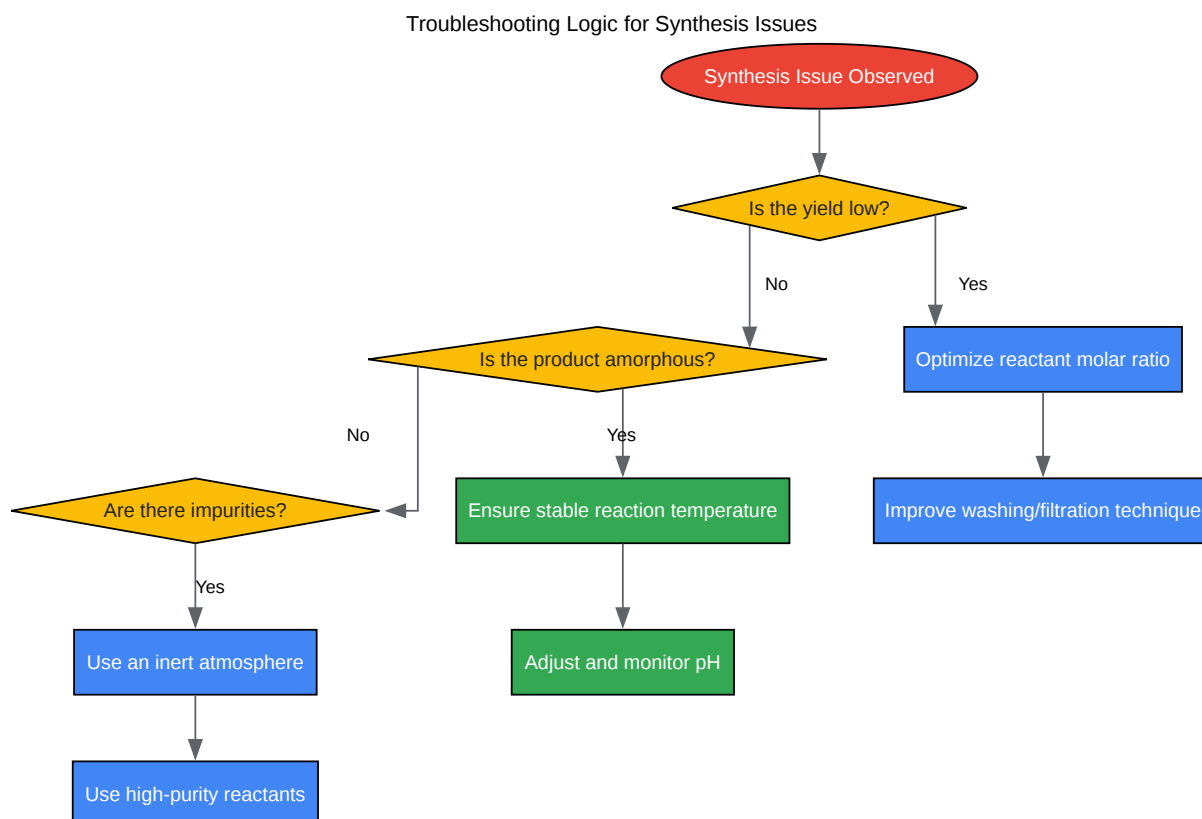 Troubleshooting Logic for Synthesis Issues
Synthesis Issue Observed
Is the yield low?
No
Yes
Is the product amorphous?
Optimize reactant molar ratio
No
Yes
Are there impurities?
Ensure stable reaction temperature
Improve washing/filtration technique
Yes
Use an inert atmosphere
Adjust and monitor pH
Use high-purity reactants